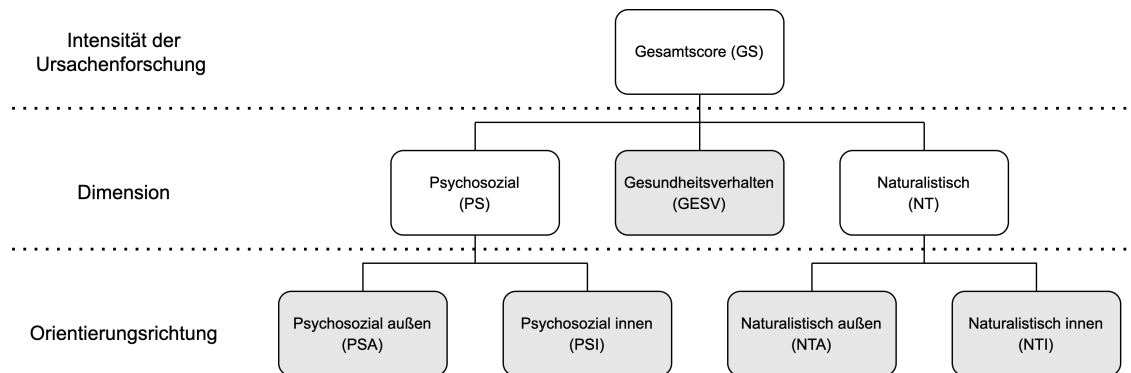 Intensität der
Ursachenforschung
Gesamtscore (GS)
Dimension
Psychosozial
(PS)
Gesundheitsverhalten
(GESV)
Naturalistisch
(NT)
Orientierungsrichtung
Psychosozial außen
(PSA)
Psychosozial innen
(PSI)
Naturalistisch außen
(NTA)
Naturalistisch innen
(NTI)